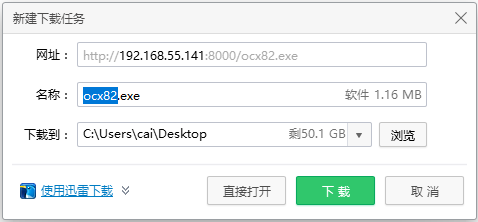 新建下载任务
网址： http://192.168.55.141:8000/ocx82.exe
名称： ocx82.exe 软件 1.16 MB
下载到： C:\Users\cai\Desktop 剩50.1 GB 浏览
使用迅雷下载 直接打开 下载 取消